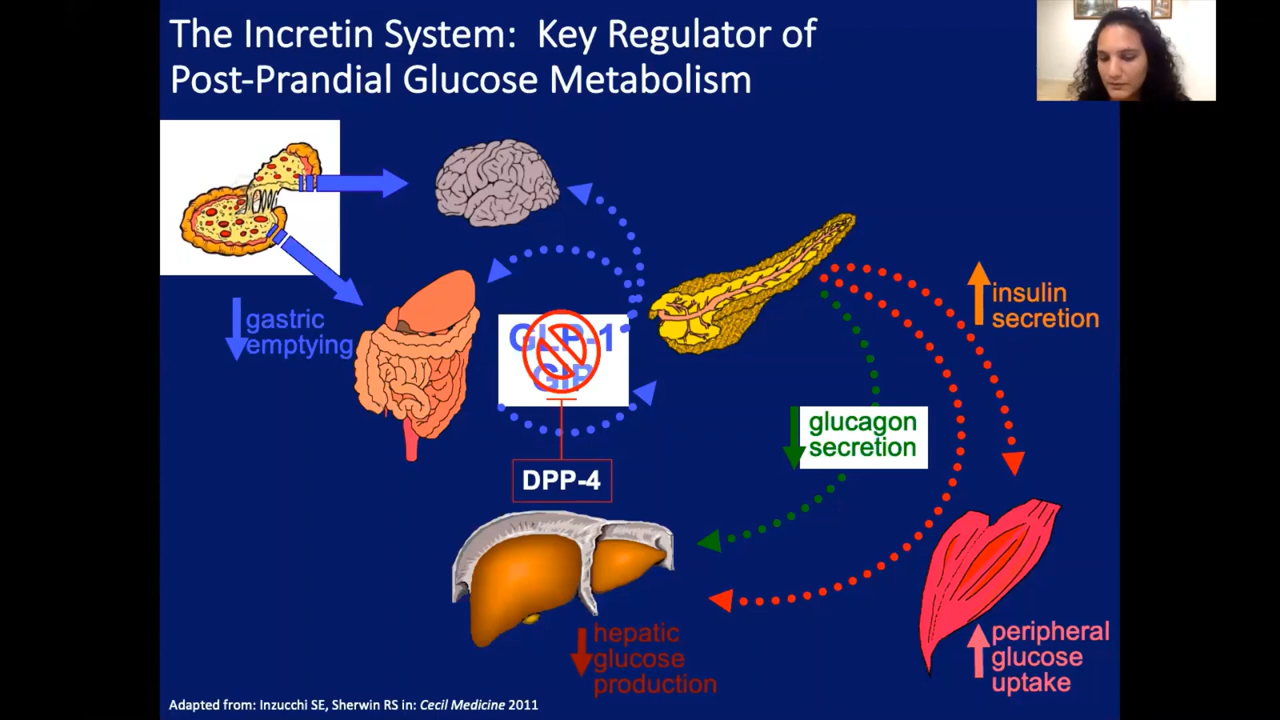 The Incretin System:  Key Regulator of
Post-Prandial Glucose Metabolism
gastric
emptying
GLP-1
GIP
DPP-4
insulin
secretion
glucagon
secretion
hepatic
glucose
production
peripheral
glucose
uptake
Adapted from: Inzucchi SE, Sherwin RS in: Cecil Medicine 2011